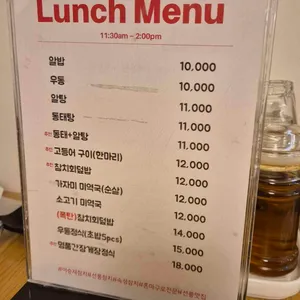 Lunch Menu
11:30am - 2:00pm
알밥 10,000
우동 10,000
알탕 11,000
동태탕 11,000
동태+알탕 11,000
고등어 구이(한마리) 12,000
참치회덮밥 12,000
가자미 미역국(순살) 12,000
소고기 미역국 12,000
(특탄)참치회덮밥 14,000
우동정식(초밥5pcs) 15,000
간장게장정식 18,000